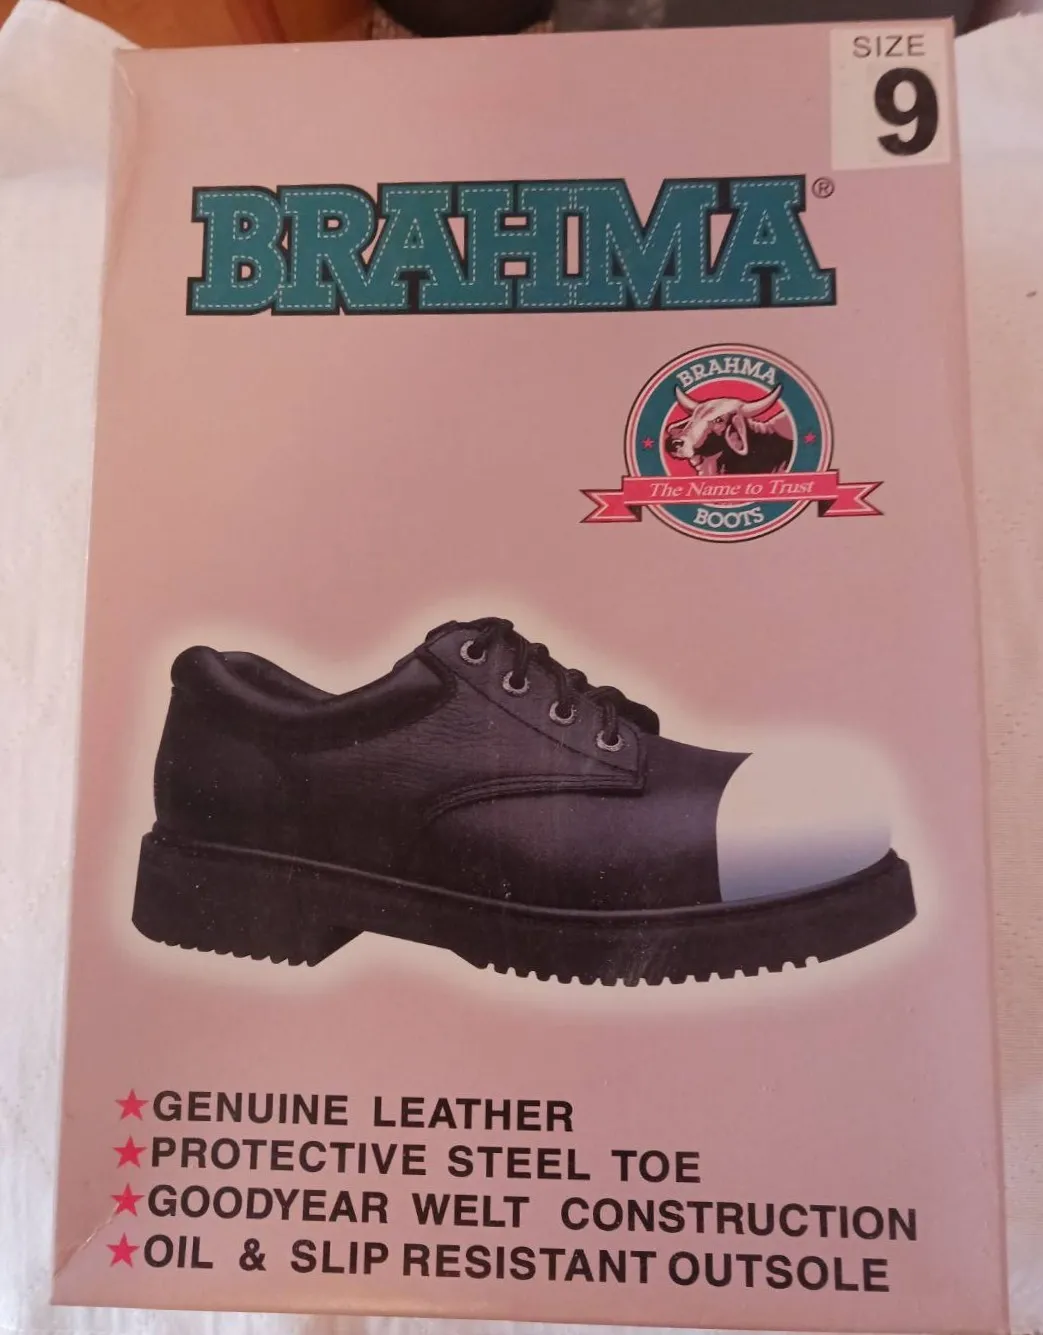 SIZE
9
BRAHMA®
BRAHMA
The Name to Trust
BOOTS
★GENUINE LEATHER
★PROTECTIVE STEEL TOE
★GOODYEAR WELT CONSTRUCTION
★OIL & SLIP RESISTANT OUTSOLE